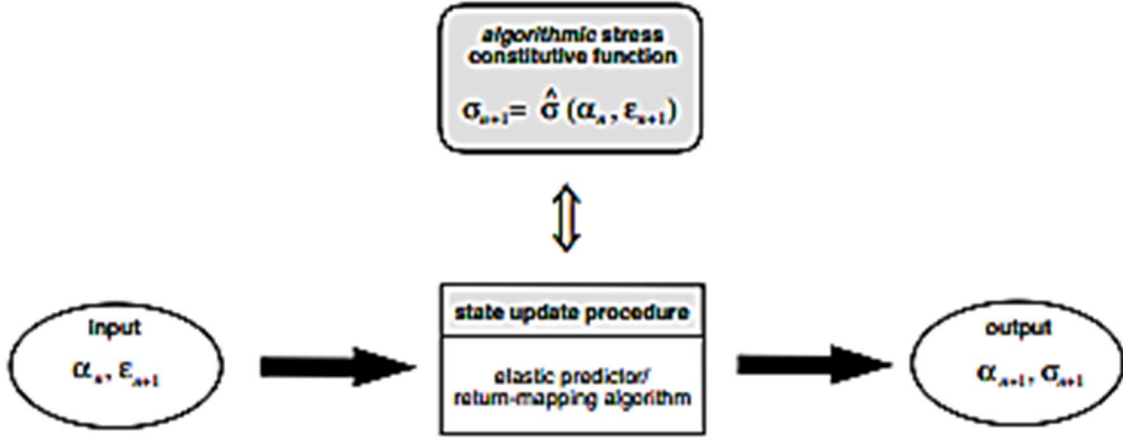 algorithmic stress
constitutive function
σₙ₊₁= σ̂ (αₙ, εₙ₊₁)
input
αₙ, εₙ₊₁
state update procedure
elastic predictor/
return-mapping algorithm
output
αₙ₊₁, σₙ₊₁